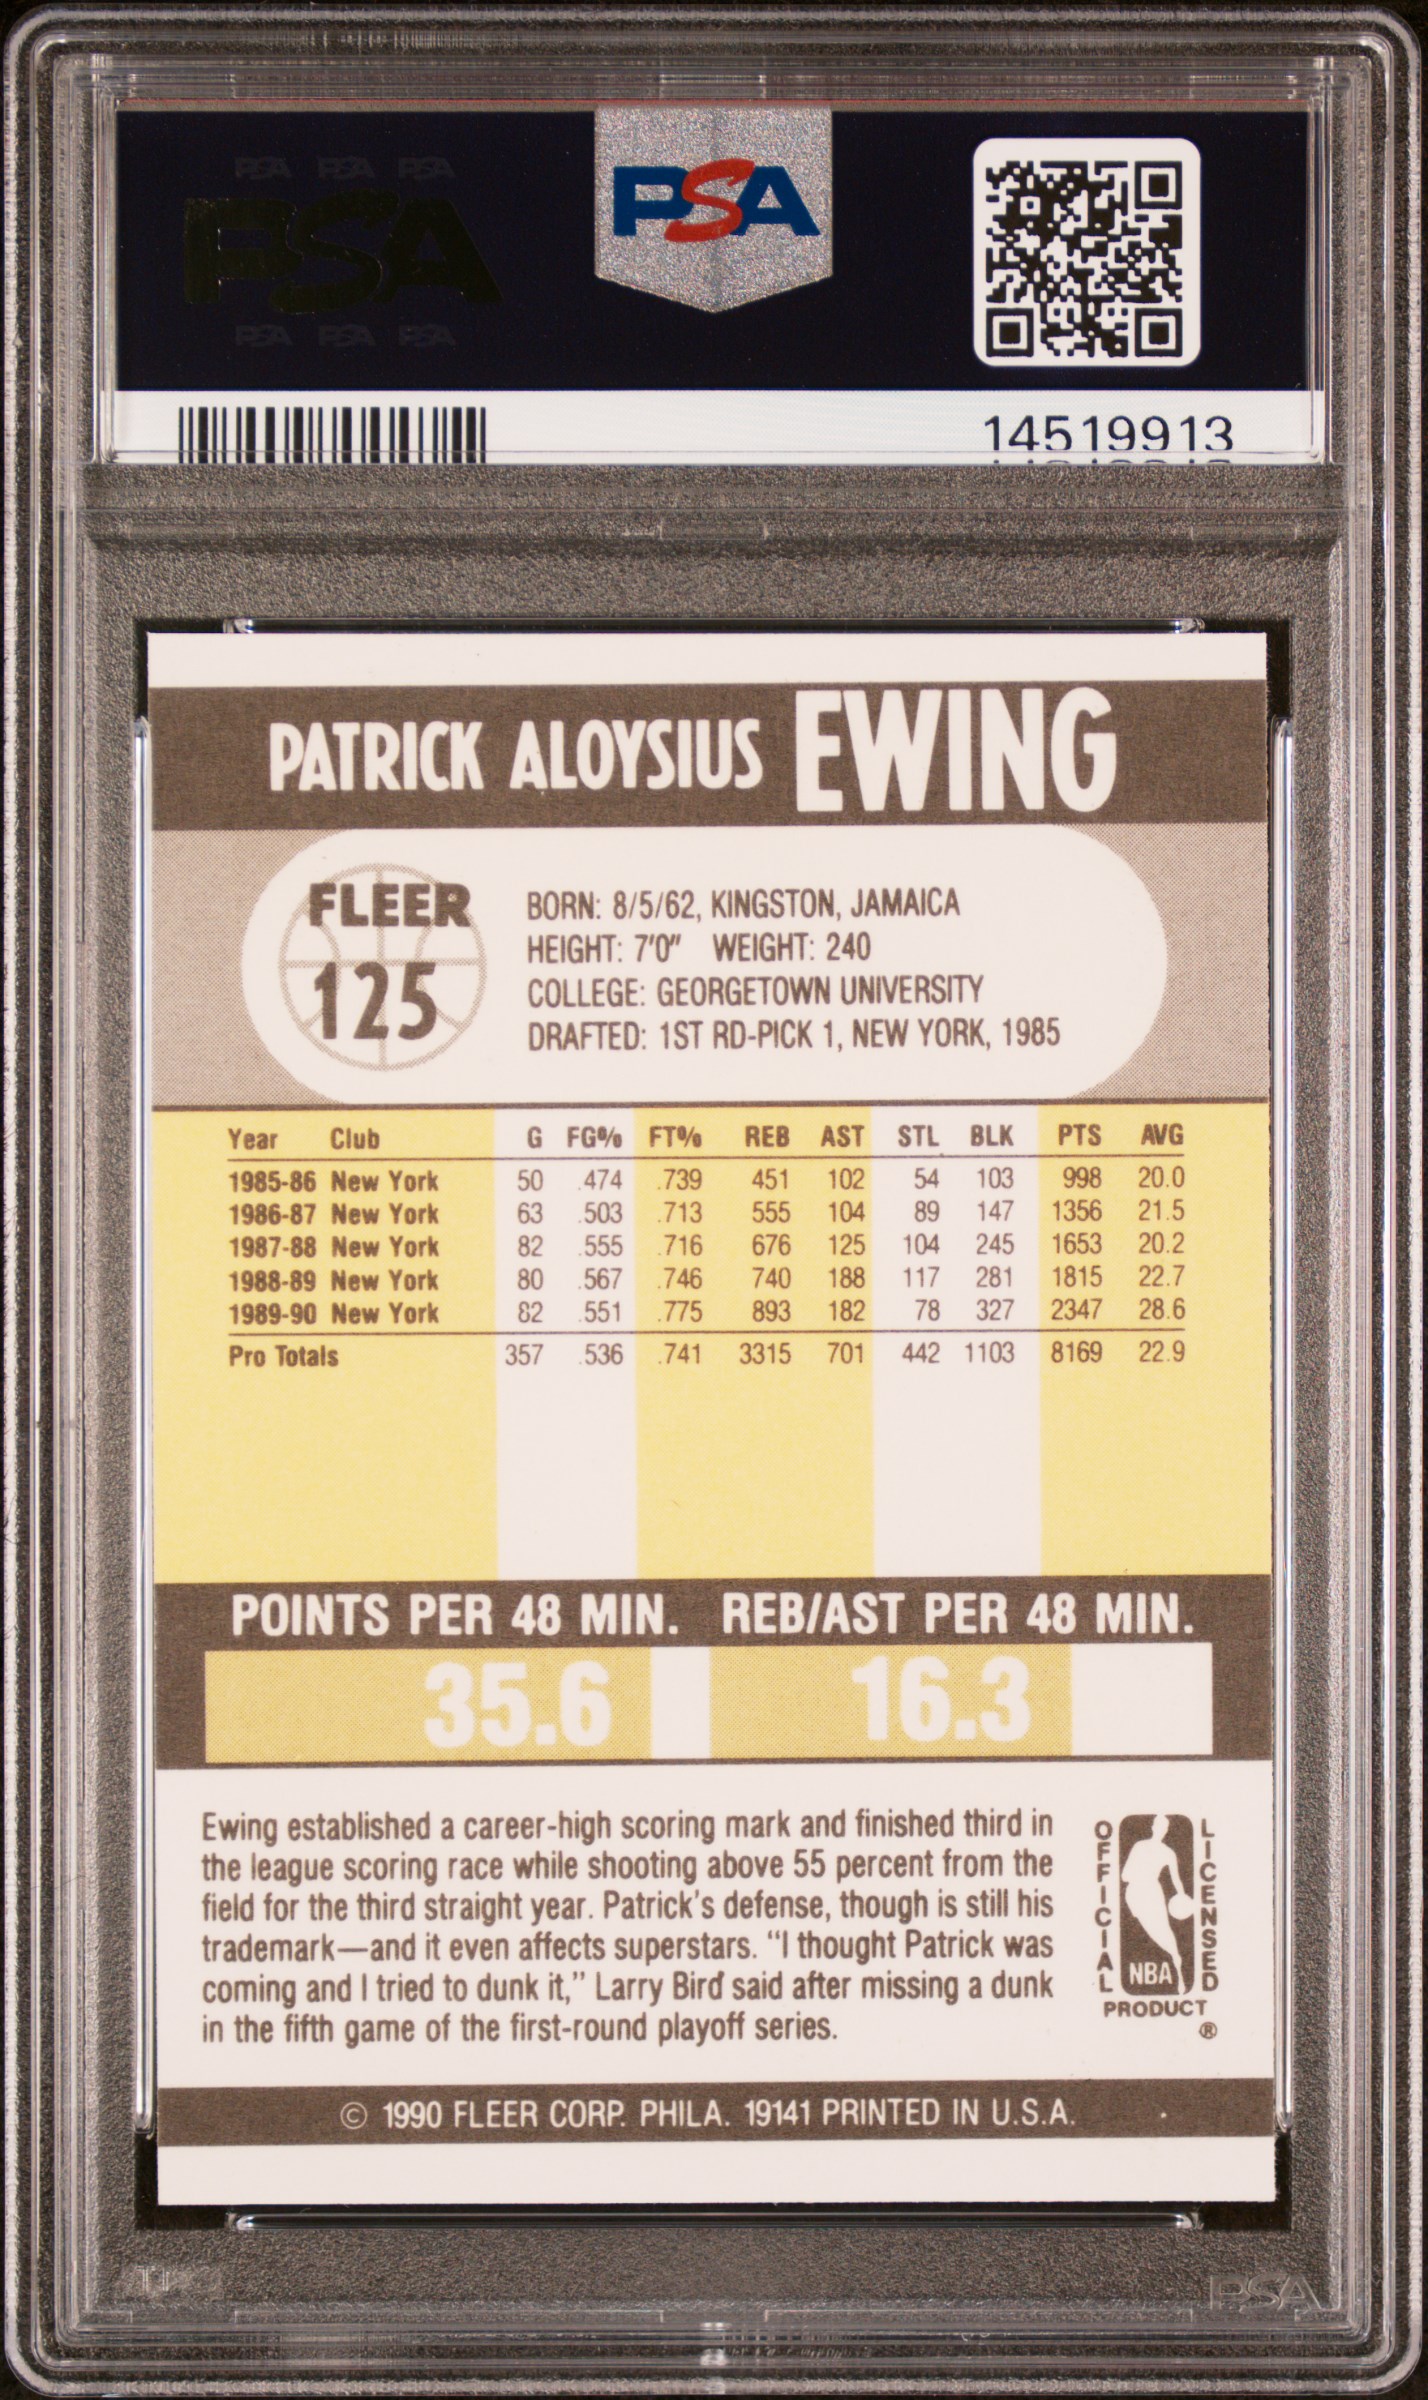 PSA PSA PSA
PSA
PSA PSA PSA
PSA
14519913
PATRICK ALOYSIUS EWING
FLEER
125
BORN: 8/5/62, KINGSTON, JAMAICA
HEIGHT: 7'0" WEIGHT: 240
COLLEGE: GEORGETOWN UNIVERSITY
DRAFTED: 1ST RD-PICK 1, NEW YORK, 1985
Year Club G FG% FT% REB AST STL BLK PTS AVG
1985-86 New York 50 .474 .739 451 102 54 103 998 20.0
1986-87 New York 63 .503 .713 555 104 89 147 1356 21.5
1987-88 New York 82 .555 .716 676 125 104 245 1653 20.2
1988-89 New York 80 .567 .746 740 188 117 281 1815 22.7
1989-90 New York 82 .551 .775 893 182 78 327 2347 28.6
Pro Totals 357 .536 .741 3315 701 442 1103 8169 22.9
POINTS PER 48 MIN. REB/AST PER 48 MIN.
35.6 16.3
Ewing established a career-high scoring mark and finished third in
the league scoring race while shooting above 55 percent from the
field for the third straight year. Patrick's defense, though is still his
trademark—and it even affects superstars. "I thought Patrick was
coming and I tried to dunk it," Larry Bird said after missing a dunk
in the fifth game of the first-round playoff series.
OFFICIAL
LICENSED
NBA
PRODUCT
®
© 1990 FLEER CORP. PHILA. 19141 PRINTED IN U.S.A.
PSA